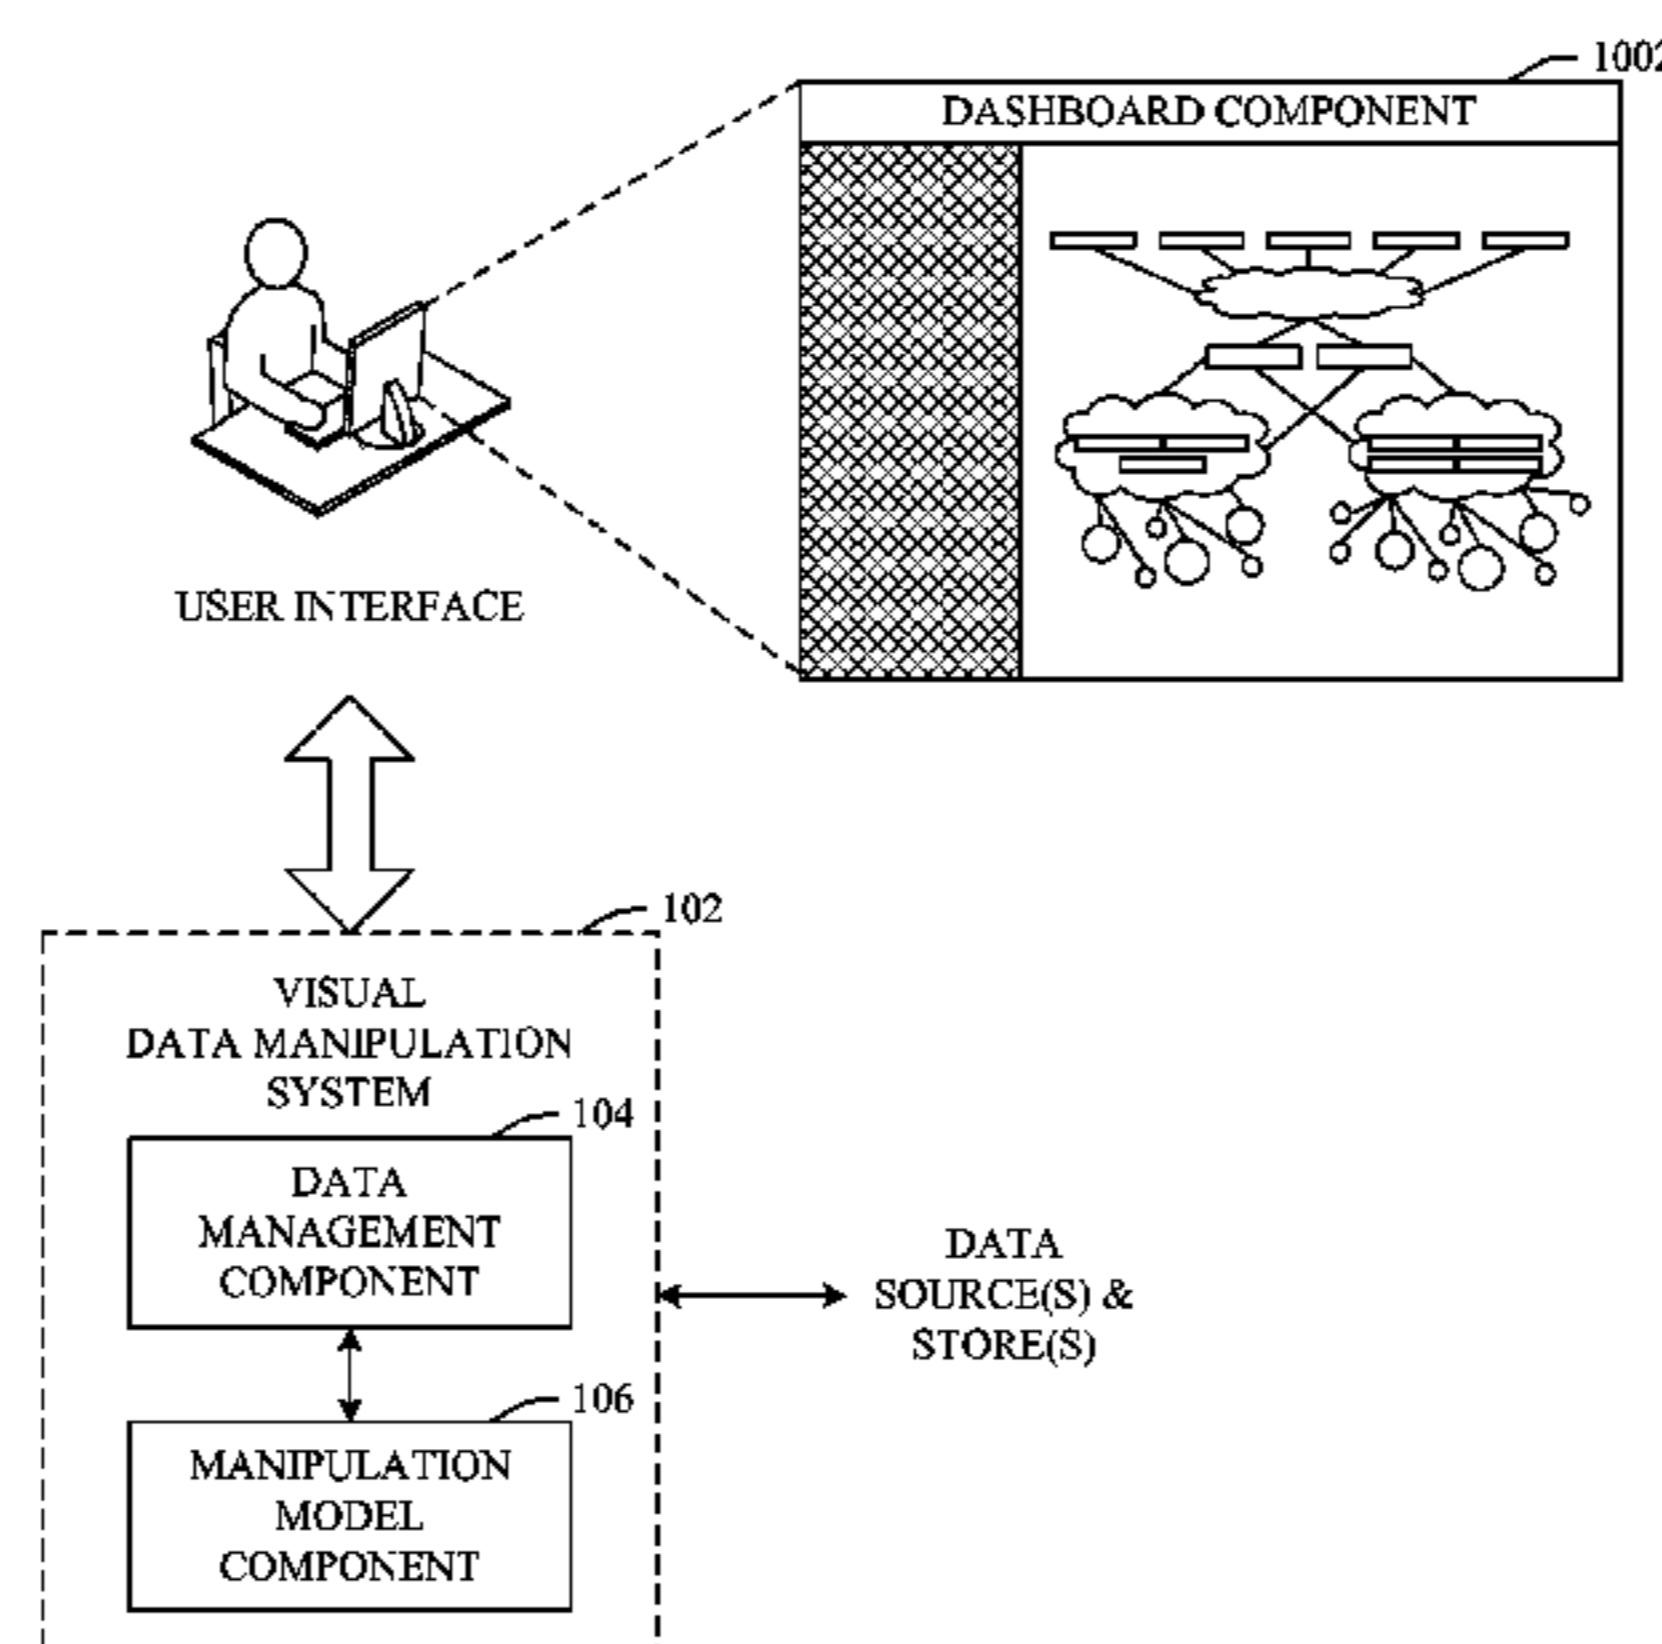 1002
DASHBOARD COMPONENT
USER INTERFACE
102
VISUAL
DATA MANIPULATION
SYSTEM
104
DATA
MANAGEMENT
COMPONENT
DATA
SOURCE(S) &
STORE(S)
106
MANIPULATION
MODEL
COMPONENT